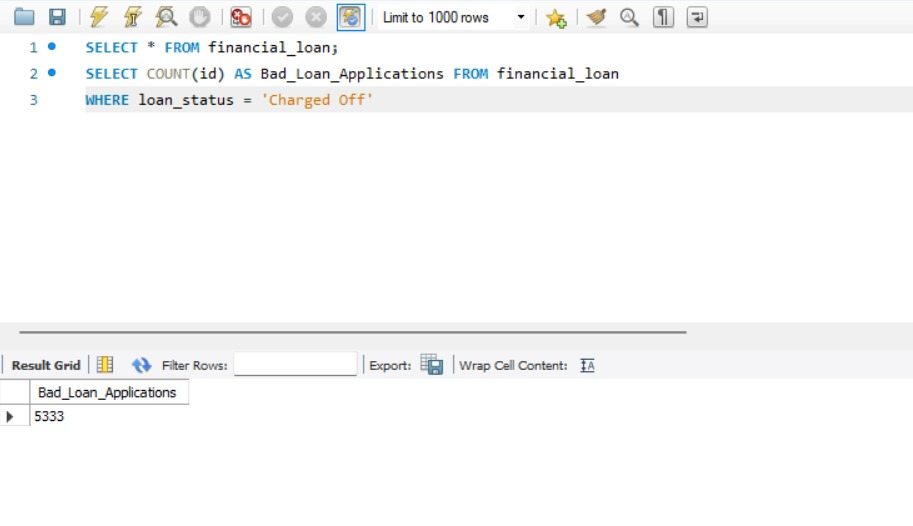 Limit to 1000 rows
1 SELECT * FROM financial_loan;
2 SELECT COUNT(id) AS Bad_Loan_Applications FROM financial_loan
3 WHERE loan_status = 'Charged Off'
Result Grid Filter Rows: Export: Wrap Cell Content:
Bad_Loan_Applications
5333